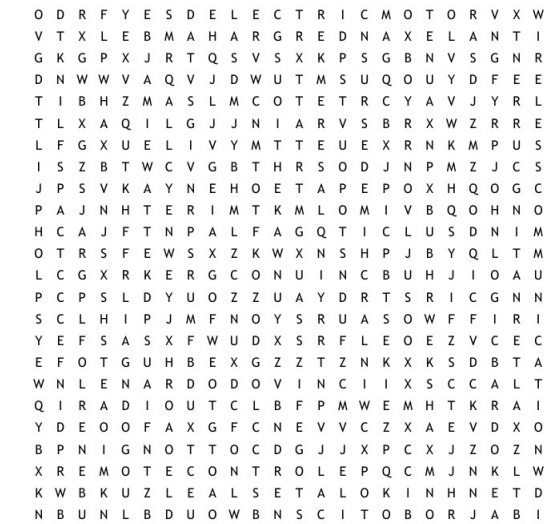 O D R F Y E S D E L E C T R I C M O T O R V X W
V T X L E B M A H A R G R E D N A X E L A N T I
G K G P X J R T Q S V S X K P S G B N V S G N R
D N W W V A Q V J D W U T M S U Q O U Y D F E E
T I B H Z M A S L M C O T E T R C Y A V J Y R L
T L X A Q I L G J J N I A R V S B R X W Z R R E
L F G X U E L I V Y M T T E U E X R N K M P U S
I S Z B T W C V G B T H R S O D J N P M Z J C S
J P S V K A Y N E H O E T A P E P O X H Q O G C
P A J N H T E R I M T K M L O M I V B Q O H N O
H C A J F T N P A L F A G Q T I C L U S D N I M
O T R S F E W S X Z K W X N S H P J B Y Q L T M
L C G X R K E R G C O N U I N C B U H J I O A U
P C P S L D Y U O Z Z U A Y D R T S R I C G N N
S C L H I P J M F N O Y S R U A S O W F F I R I
Y E F S A S X F W U D X S R F L E O E Z V C E C
E F O T G U H B E X G Z Z T Z N K X K S D B T A
W N L E N A R D O D O V I N C I I X S C C A L T
Q I R A D I O U T C L B F P M W E M H T K R A I
Y D E O O F A X G F C N E V V C Z X A E V D X O
B P N I G N O T T O C D G J J X P C X J Z O Z N
X R E M O T E C O N T R O L E P Q C M J N K L W
K W B K U Z L E A L S E T A L O K I N H N E T D
N B U N L B D U O W B N S C I T O B O R J A B I